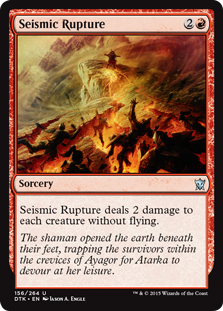 Seismic Rupture 2
Sorcery
Seismic Rupture deals 2 damage to
each creature without flying.
The shaman opened the earth beneath
their feet, trapping the survivors within
the crevices of Ayagor for Atarka to
devour at her leisure.
156/264 U
DTK • EN Jason A. Engle
™ & © 2015 Wizards of the Coast